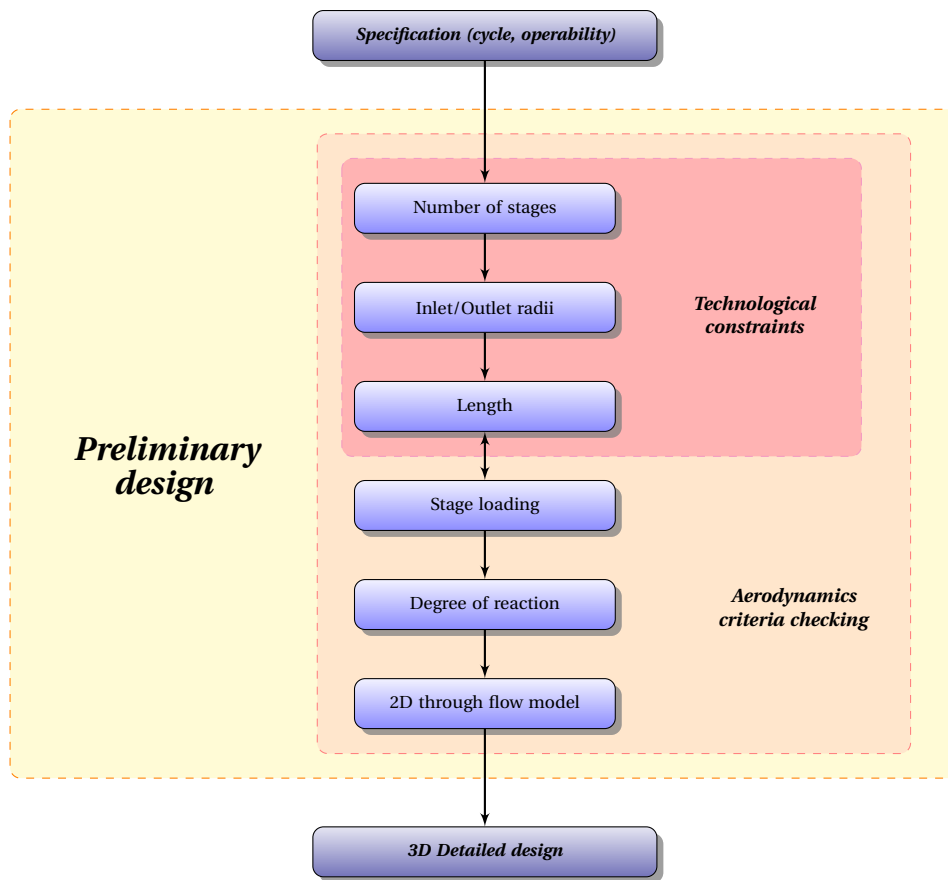 Specification (cycle, operability)
Number of stages
Inlet/Outlet radii
Technological
constraints
Length
Preliminary
design
Stage loading
Degree of reaction
Aerodynamics
criteria checking
2D through flow model
3D Detailed design